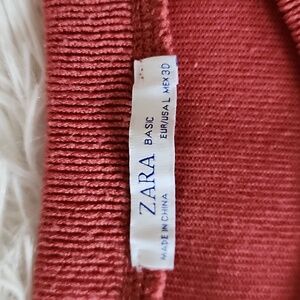 ZARA BASIC
EUR/USA L MEX 30
MADE IN CHINA